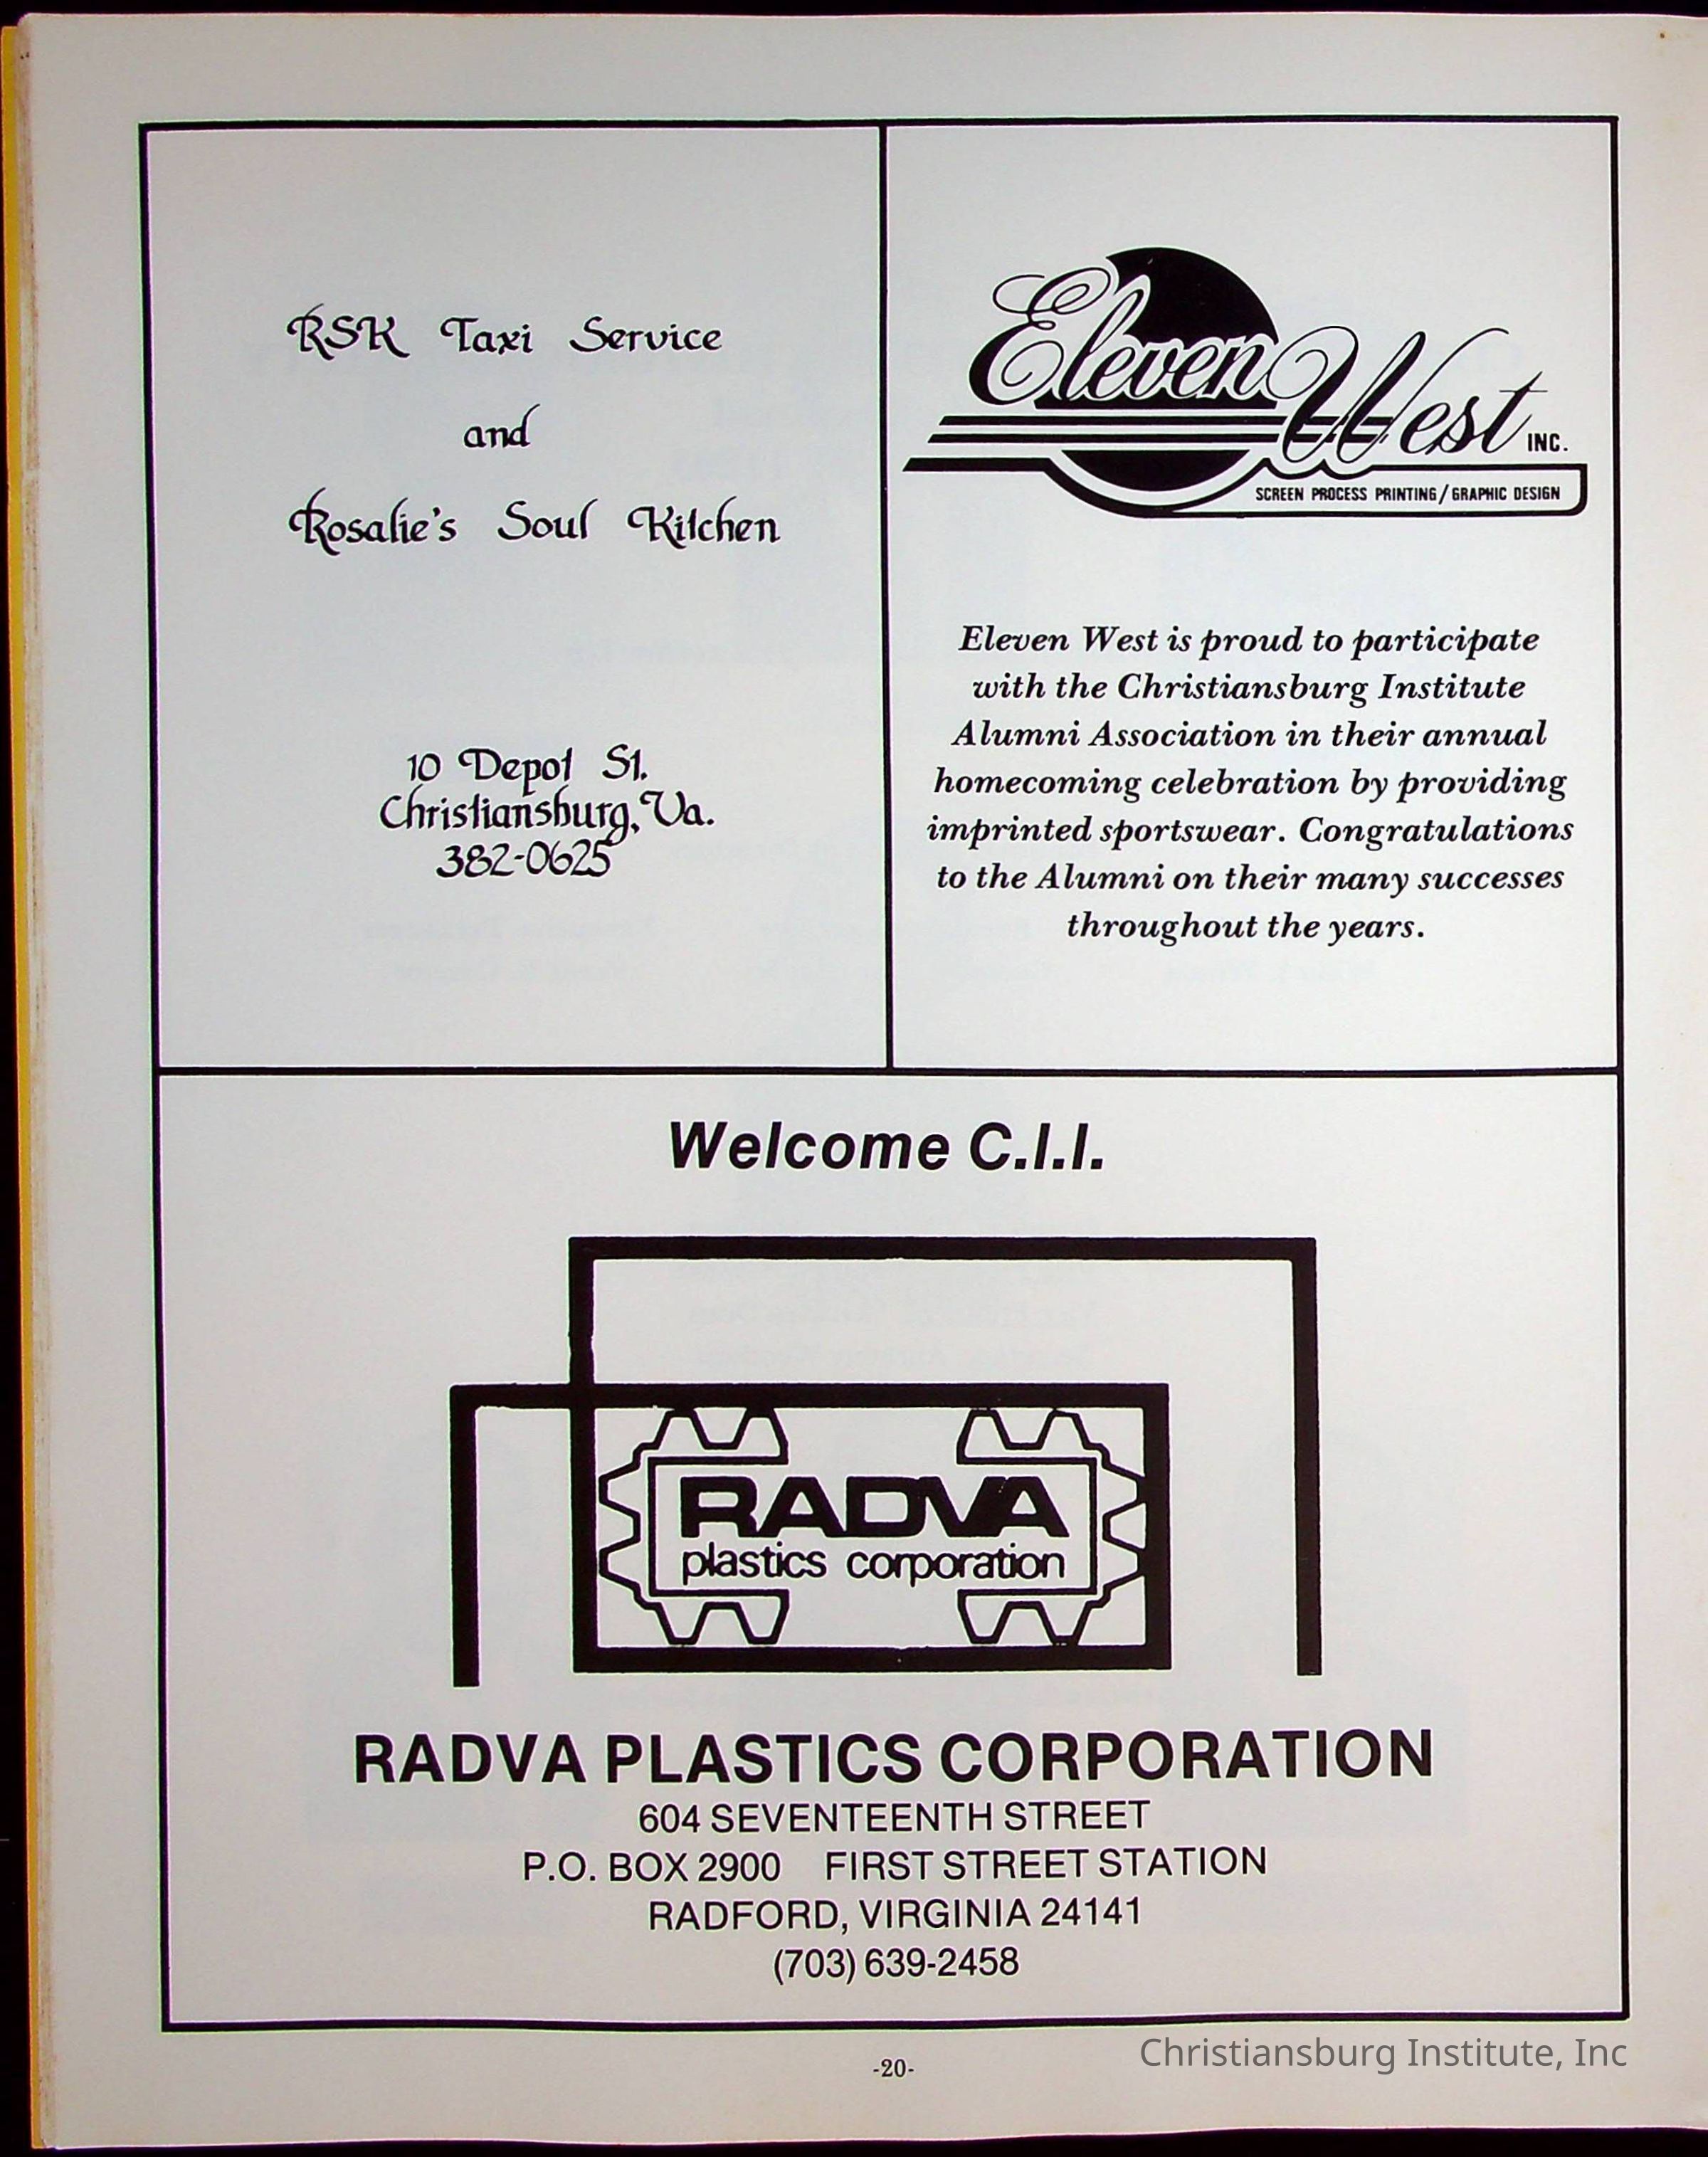 RSK Taxi Service
and
Rosalie's Soul Kitchen
10 Depot St.
Christiansburg, Va.
382-0625
Eleven West INC.
SCREEN PROCESS PRINTING/GRAPHIC DESIGN
Eleven West is proud to participate
with the Christiansburg Institute
Alumni Association in their annual
homecoming celebration by providing
imprinted sportswear. Congratulations
to the Alumni on their many successes
throughout the years.
Welcome C.I.I.
RADVA
plastics corporation
RADVA PLASTICS CORPORATION
604 SEVENTEENTH STREET
P.O. BOX 2900 FIRST STREET STATION
RADFORD, VIRGINIA 24141
(703) 639-2458
-20-
Christiansburg Institute, Inc